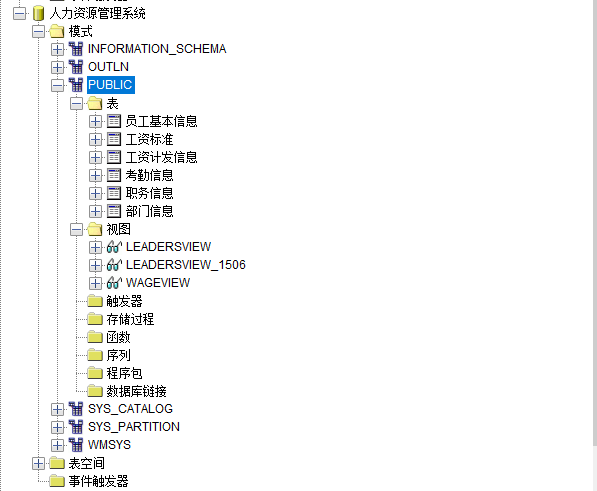 人力资源管理系统
模式
INFORMATION_SCHEMA
OUTLN
PUBLIC
表
员工基本信息
工资标准
工资计发信息
考勤信息
职务信息
部门信息
视图
LEADERSVIEW
LEADERSVIEW_1506
WAGEVIEW
触发器
存储过程
函数
序列
程序包
数据库链接
SYS_CATALOG
SYS_PARTITION
WMSYS
表空间
事件触发器